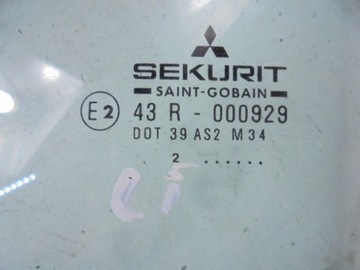 SEKURIT
SAINT-GOBAIN
E2 43 R - 000929
DOT 39 AS2 M34
2 ......